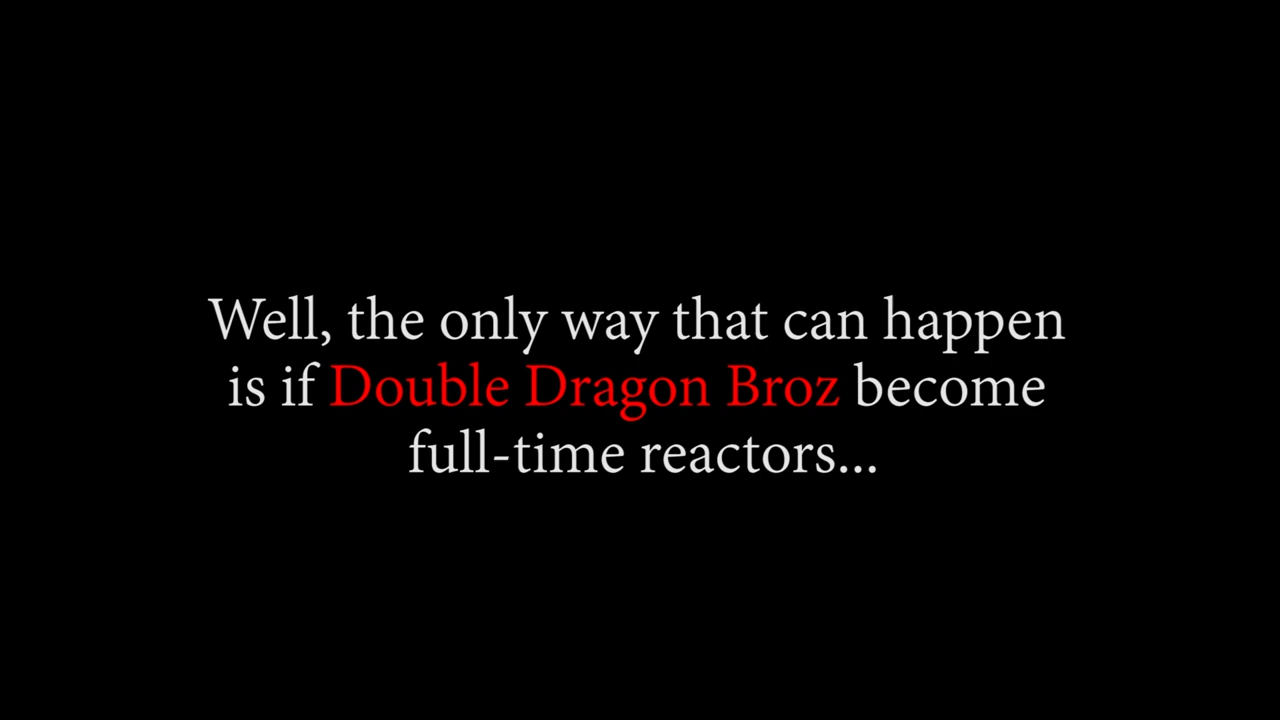 Well, the only way that can happen
is if Double Dragon Broz become
full-time reactors...